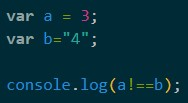 var a = 3;
var b="4";
console.log(a!==b);